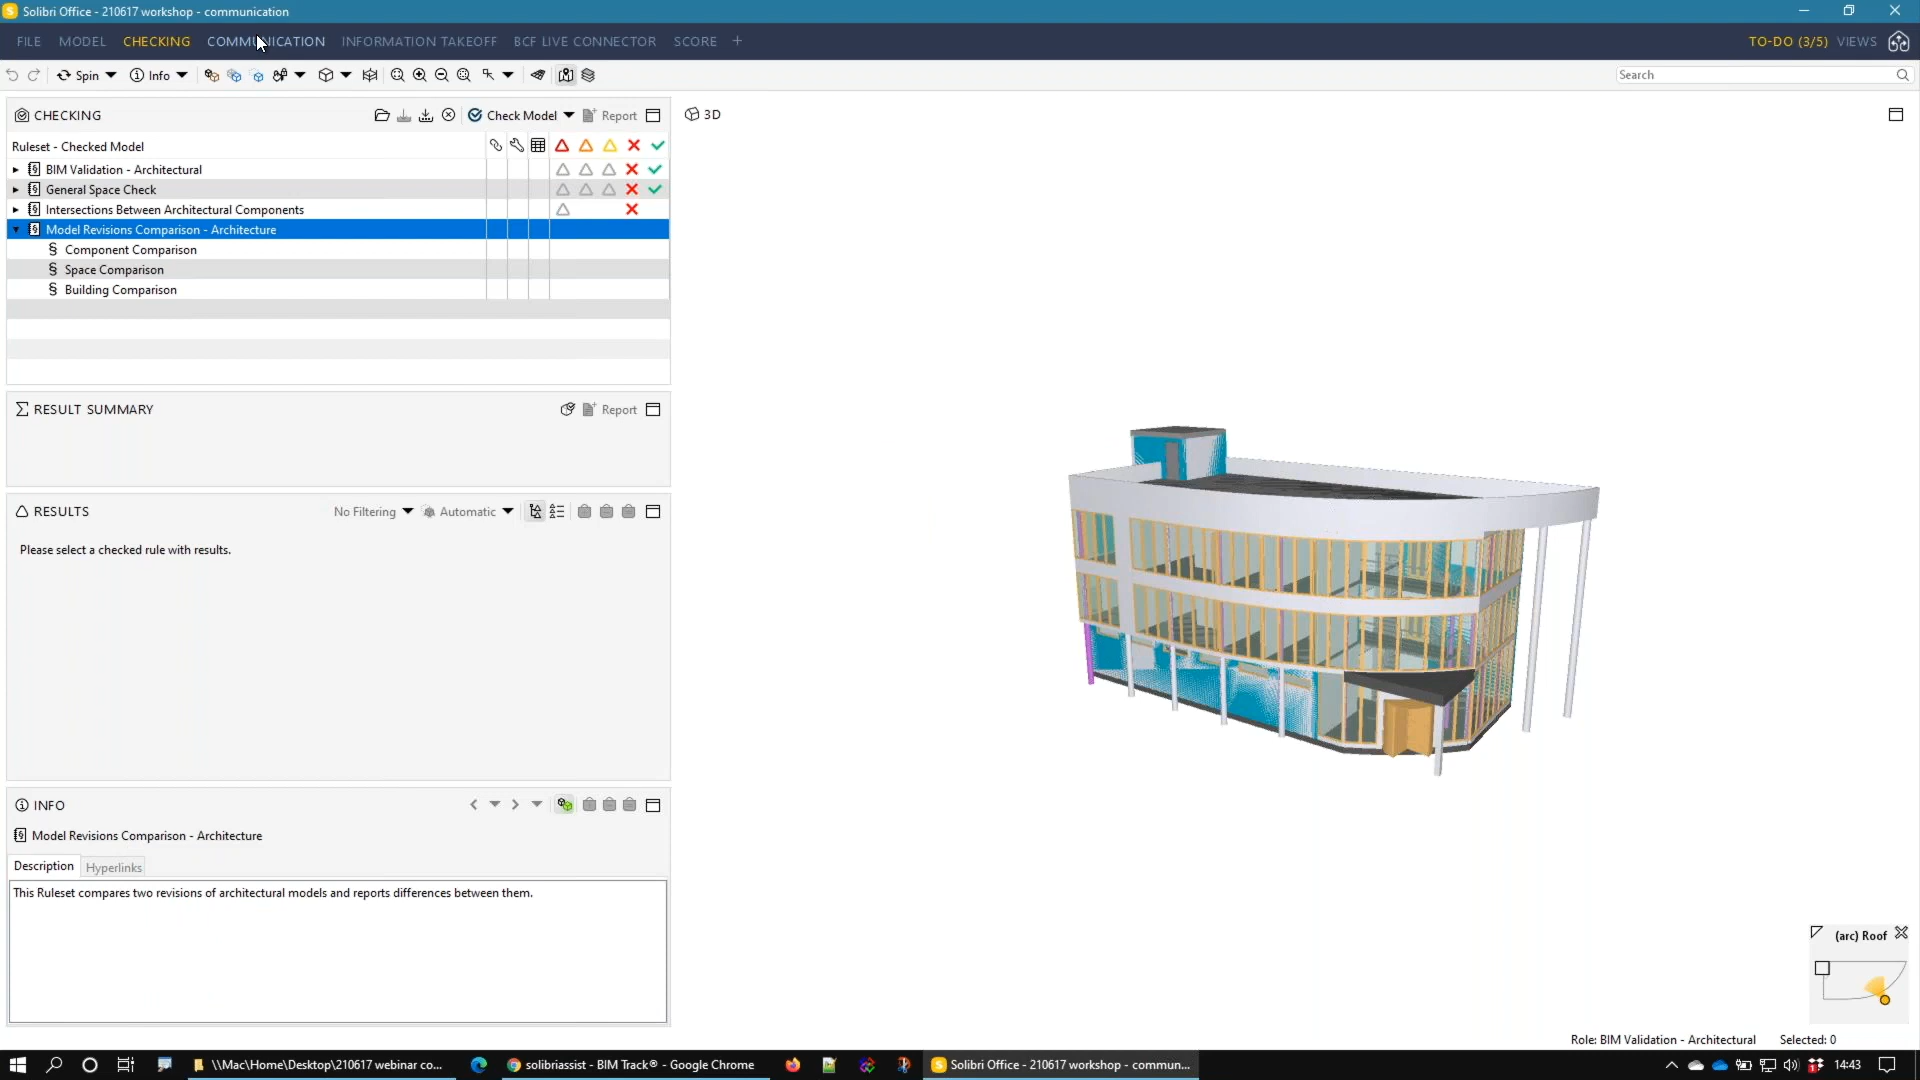 Solibri Office - 210617 workshop - communication
FILE MODEL CHECKING COMMUNICATION INFORMATION TAKEOFF BCF LIVE CONNECTOR SCORE + TO-DO (3/5) VIEWS
Spin Info Search
CHECKING Check Model Report
3D
Ruleset - Checked Model
BIM Validation - Architectural
General Space Check
Intersections Between Architectural Components
Model Revisions Comparison - Architecture
§ Component Comparison
§ Space Comparison
§ Building Comparison
RESULT SUMMARY Report
RESULTS No Filtering Automatic
Please select a checked rule with results.
INFO
Model Revisions Comparison - Architecture
Description Hyperlinks
This Ruleset compares two revisions of architectural models and reports differences between them.
(arc) Roof
Role: BIM Validation - Architectural Selected: 0
\\Mac\Home\Desktop\210617 webinar co... solibriassist - BIM Track® - Google Chrome Solibri Office - 210617 workshop - commun... 14:43